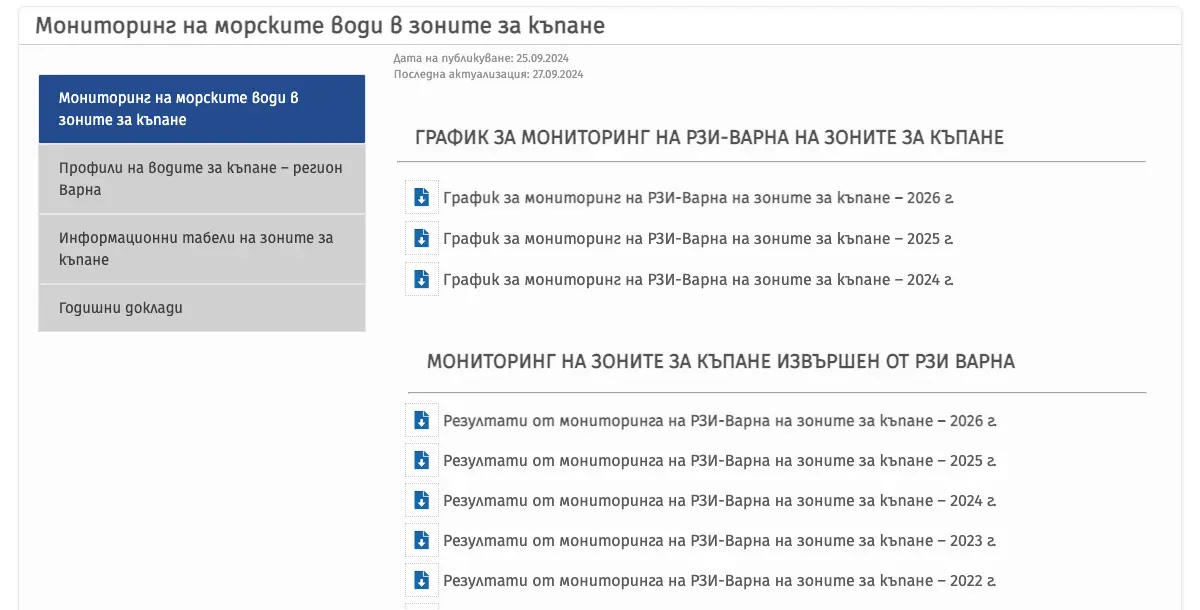 Мониторинг на морските води в зоните за къпане
Дата на публикуване: 25.09.2024
Последна актуализация: 27.09.2024
Мониторинг на морските води в
зоните за къпане
Профили на водите за къпане – регион
Варна
Информационни табели на зоните за
къпане
Годишни доклади
ГРАФИК ЗА МОНИТОРИНГ НА РЗИ-ВАРНА НА ЗОНИТЕ ЗА КЪПАНЕ
График за мониторинг на РЗИ-Варна на зоните за къпане – 2026 г.
График за мониторинг на РЗИ-Варна на зоните за къпане – 2025 г.
График за мониторинг на РЗИ-Варна на зоните за къпане – 2024 г.
МОНИТОРИНГ НА ЗОНИТЕ ЗА КЪПАНЕ ИЗВЪРШЕН ОТ РЗИ ВАРНА
Резултати от мониторинга на РЗИ-Варна на зоните за къпане – 2026 г.
Резултати от мониторинга на РЗИ-Варна на зоните за къпане – 2025 г.
Резултати от мониторинга на РЗИ-Варна на зоните за къпане – 2024 г.
Резултати от мониторинга на РЗИ-Варна на зоните за къпане – 2023 г.
Резултати от мониторинга на РЗИ-Варна на зоните за къпане – 2022 г.